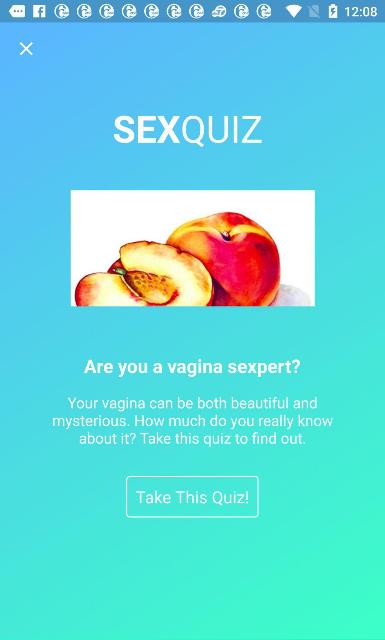 12:08
SEXQUIZ
Are you a vagina sexpert?
Your vagina can be both beautiful and
mysterious. How much do you really know
about it? Take this quiz to find out.
Take This Quiz!